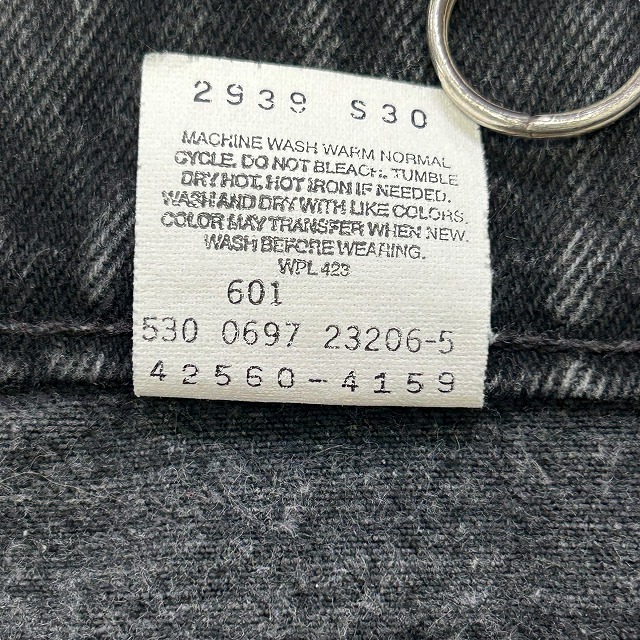 2939 S30
MACHINE WASH WARM NORMAL
CYCLE. DO NOT BLEACH. TUMBLE
DRY HOT. HOT IRON IF NEEDED.
WASH AND DRY WITH LIKE COLORS.
COLOR MAY TRANSFER WHEN NEW.
WASH BEFORE WEARING.
WPL 423
601
530 0697 23206-5
42560-4159